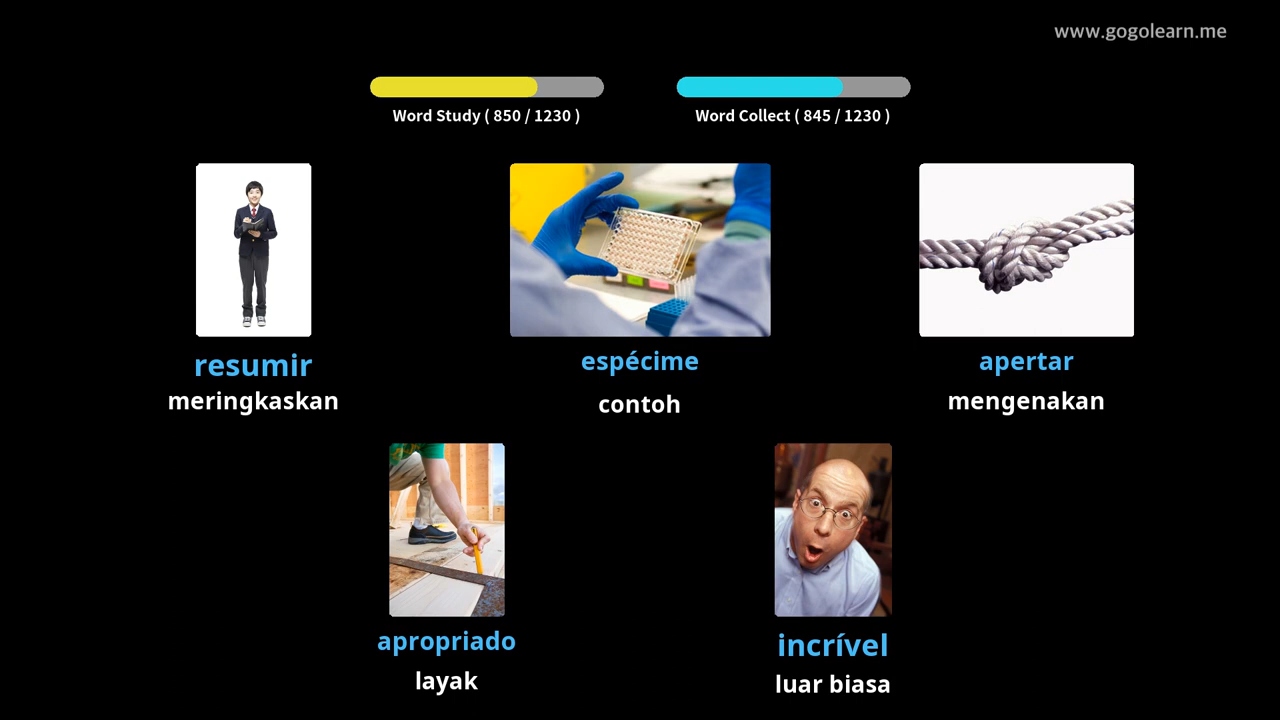 www.gogolearn.me
Word Study ( 850 / 1230 )
Word Collect ( 845 / 1230 )
resumir
meringkaskan
espécime
contoh
apertar
mengenakan
apropriado
layak
incrível
luar biasa